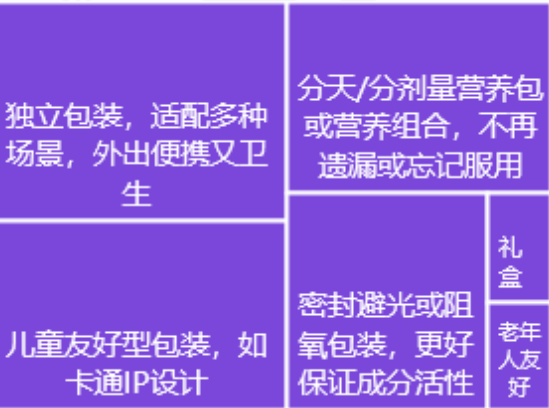 独立包装，适配多种
场景，外出便携又卫
生
分天/分剂量营养包
或营养组合，不再
遗漏或忘记服用
儿童友好型包装，如
卡通IP设计
密封避光或阻
氧包装，更好
保证成分活性
礼
盒
老年
人友
好